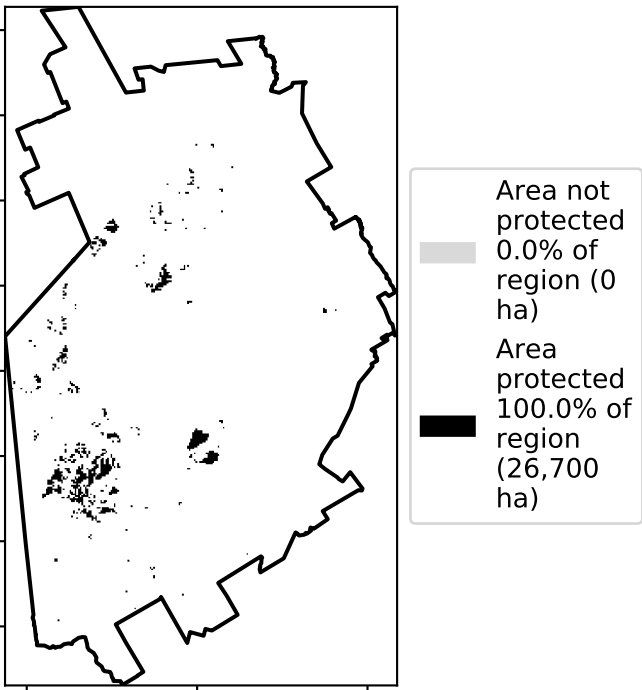 Area not
protected
0.0% of
region (0
ha)
Area
protected
100.0% of
region
(26,700
ha)